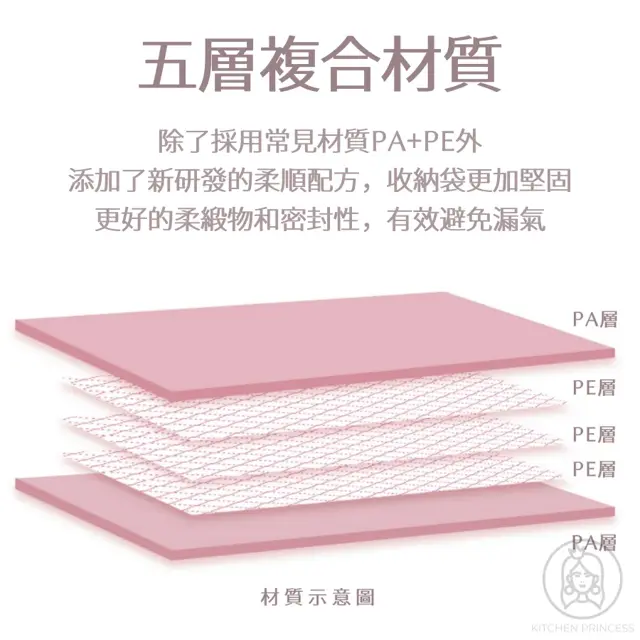 五層複合材質
除了採用常見材質PA+PE外
添加了新研發的柔順配方，收納袋更加堅固
更好的柔緞物和密封性，有效避免漏氣
PA層
PE層
PE層
PE層
PA層
材質示意圖
KITCHEN PRINCESS